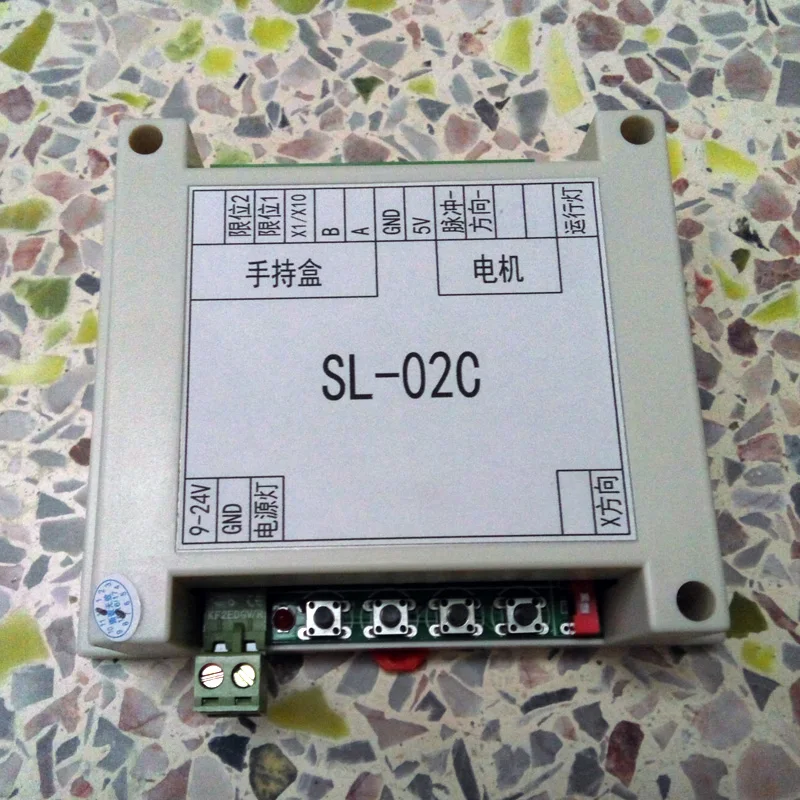 限位2
限位1
X1/X10
B
A
GND
5V
脉冲-
方向-
运行灯
手持盒
电机
SL-02C
9-24V
GND
电源灯
X方向